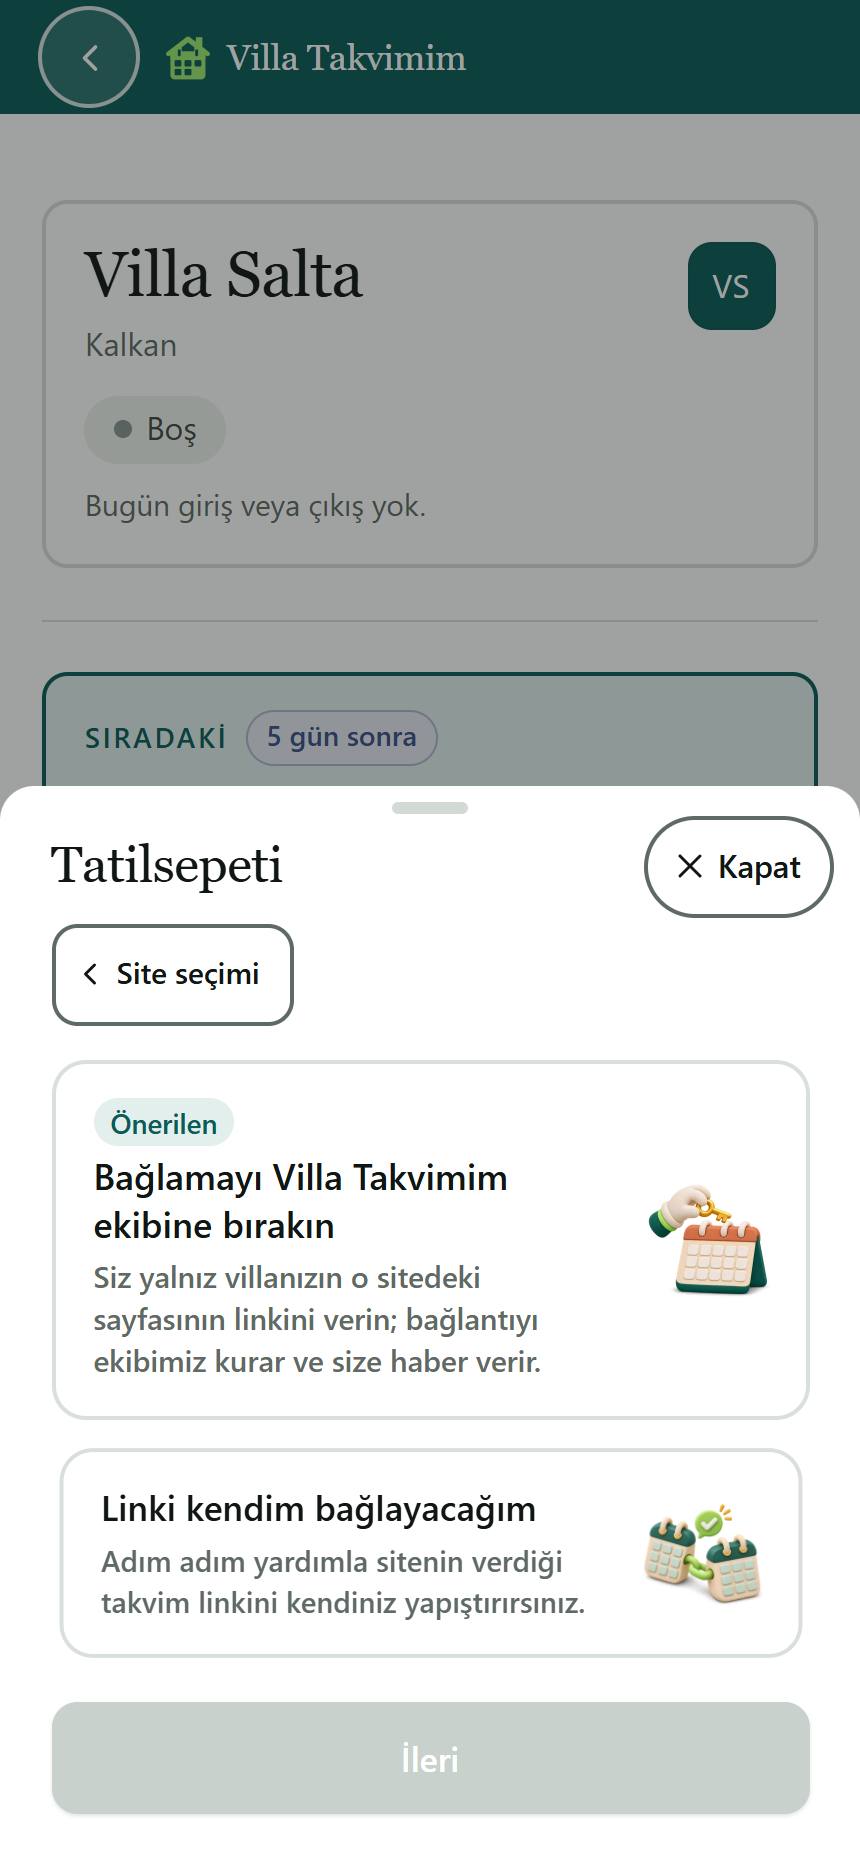 Villa Takvimim
Villa Salta
VS
Kalkan
Boş
Bugün giriş veya çıkış yok.
SIRADAKİ
5 gün sonra
Tatilsepeti
Kapat
Site seçimi
Önerilen
Bağlamayı Villa Takvimim
ekibine bırakın
Siz yalnız villanızın o sitedeki
sayfasının linkini verin; bağlantıyı
ekibimiz kurar ve size haber verir.
Linki kendim bağlayacağım
Adım adım yardımla sitenin verdiği
takvim linkini kendiniz yapıştırırsınız.
İleri